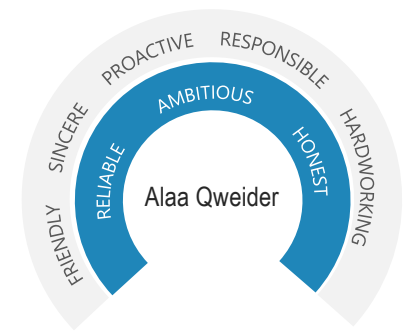 FRIENDLY
SINCERE
PROACTIVE
RESPONSIBLE
HARDWORKING
RELIABLE
AMBITIOUS
HONEST
Alaa Qweider